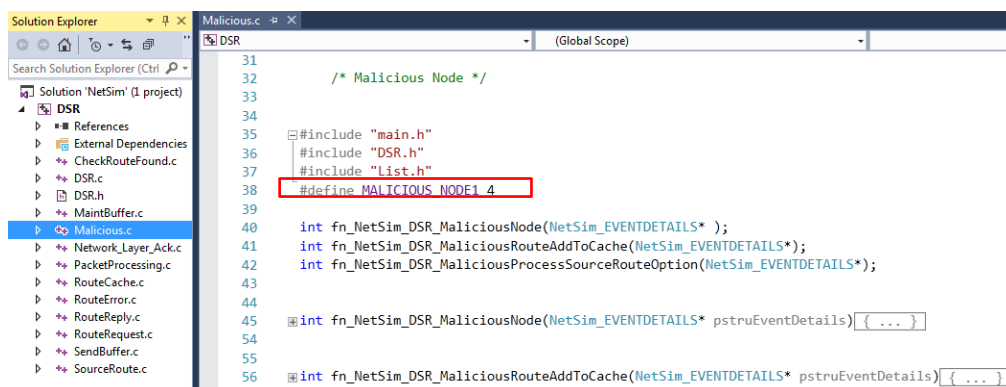 Solution Explorer
Search Solution Explorer (Ctrl
Solution 'NetSim' (1 project)
DSR
References
External Dependencies
CheckRouteFound.c
DSR.c
DSR.h
MaintBuffer.c
Malicious.c
Network_Layer_Ack.c
PacketProcessing.c
RouteCache.c
RouteError.c
RouteReply.c
RouteRequest.c
SendBuffer.c
SourceRoute.c
Malicious.c
DSR (Global Scope)
31
32 /* Malicious Node */
33
34
35 #include "main.h"
36 #include "DSR.h"
37 #include "List.h"
38 #define MALICIOUS_NODE1 4
39
40 int fn_NetSim_DSR_MaliciousNode(NetSim_EVENTDETAILS* );
41 int fn_NetSim_DSR_MaliciousRouteAddToCache(NetSim_EVENTDETAILS*);
42 int fn_NetSim_DSR_MaliciousProcessSourceRouteOption(NetSim_EVENTDETAILS*);
43
44
45 int fn_NetSim_DSR_MaliciousNode(NetSim_EVENTDETAILS* pstruEventDetails){ ... }
54
55
56 int fn_NetSim_DSR_MaliciousRouteAddToCache(NetSim_EVENTDETAILS* pstruEventDetails){ ... }